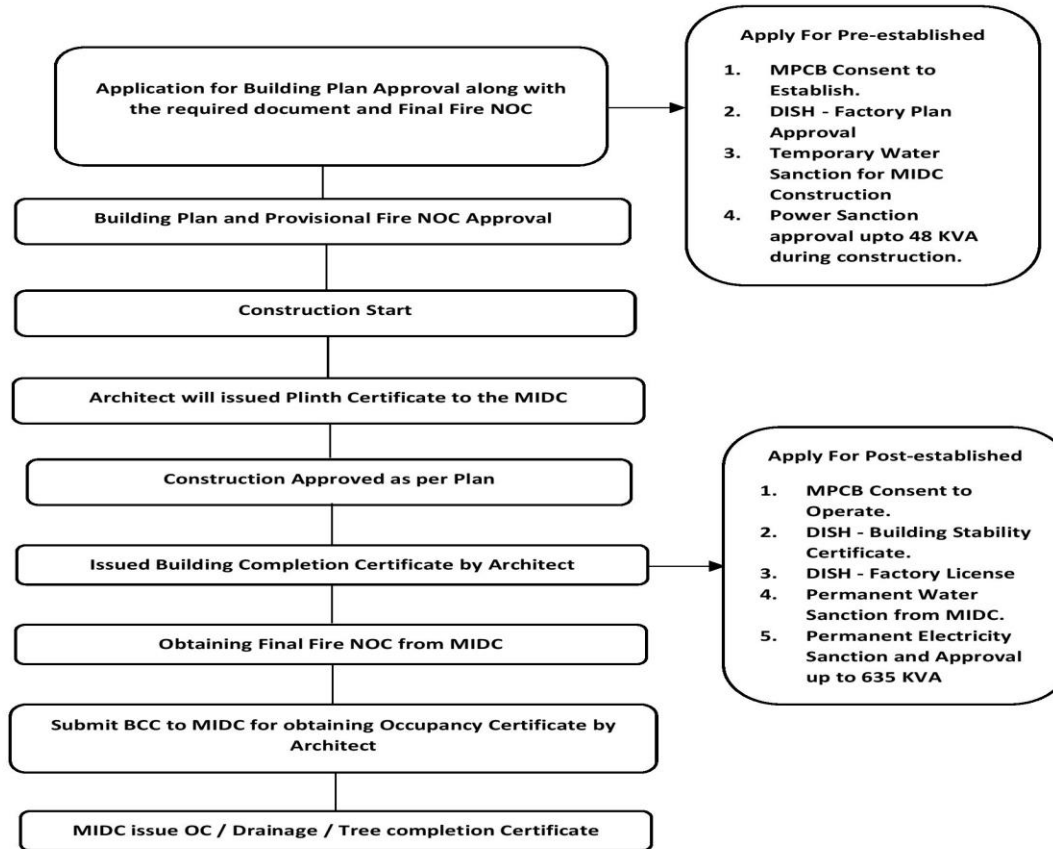 Application for Building Plan Approval along with
the required document and Final Fire NOC
Apply For Pre-established
1. MPCB Consent to
Establish.
2. DISH - Factory Plan
Approval
3. Temporary Water
Sanction for MIDC
Construction
4. Power Sanction
approval upto 48 KVA
during construction.
Building Plan and Provisional Fire NOC Approval
Construction Start
Architect will issued Plinth Certificate to the MIDC
Construction Approved as per Plan
Issued Building Completion Certificate by Architect
Apply For Post-established
1. MPCB Consent to
Operate.
2. DISH - Building Stability
Certificate.
3. DISH - Factory License
4. Permanent Water
Sanction from MIDC.
5. Permanent Electricity
Sanction and Approval
up to 635 KVA
Obtaining Final Fire NOC from MIDC
Submit BCC to MIDC for obtaining Occupancy Certificate by
Architect
MIDC issue OC / Drainage / Tree completion Certificate